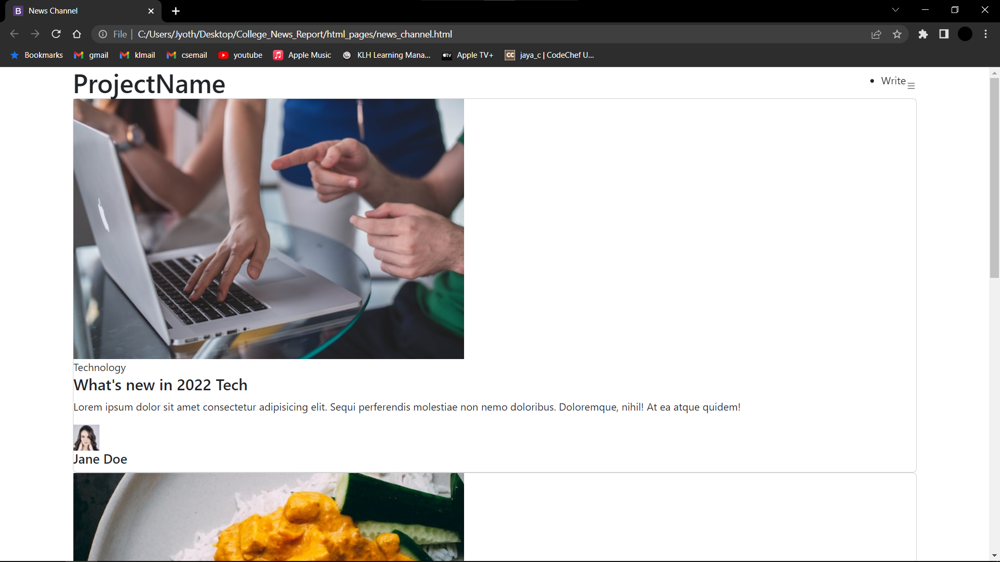 News Channel
File | C:/Users/Jyoth/Desktop/College_News_Report/html_pages/news_channel.html
Bookmarks gmail klmail csemail youtube Apple Music KLH Learning Mana... tv Apple TV+ CC jaya_c | CodeChef U...
ProjectName
• Write
Technology
What's new in 2022 Tech
Lorem ipsum dolor sit amet consectetur adipisicing elit. Sequi perferendis molestiae non nemo doloribus. Doloremque, nihil! At ea atque quidem!
Jane Doe